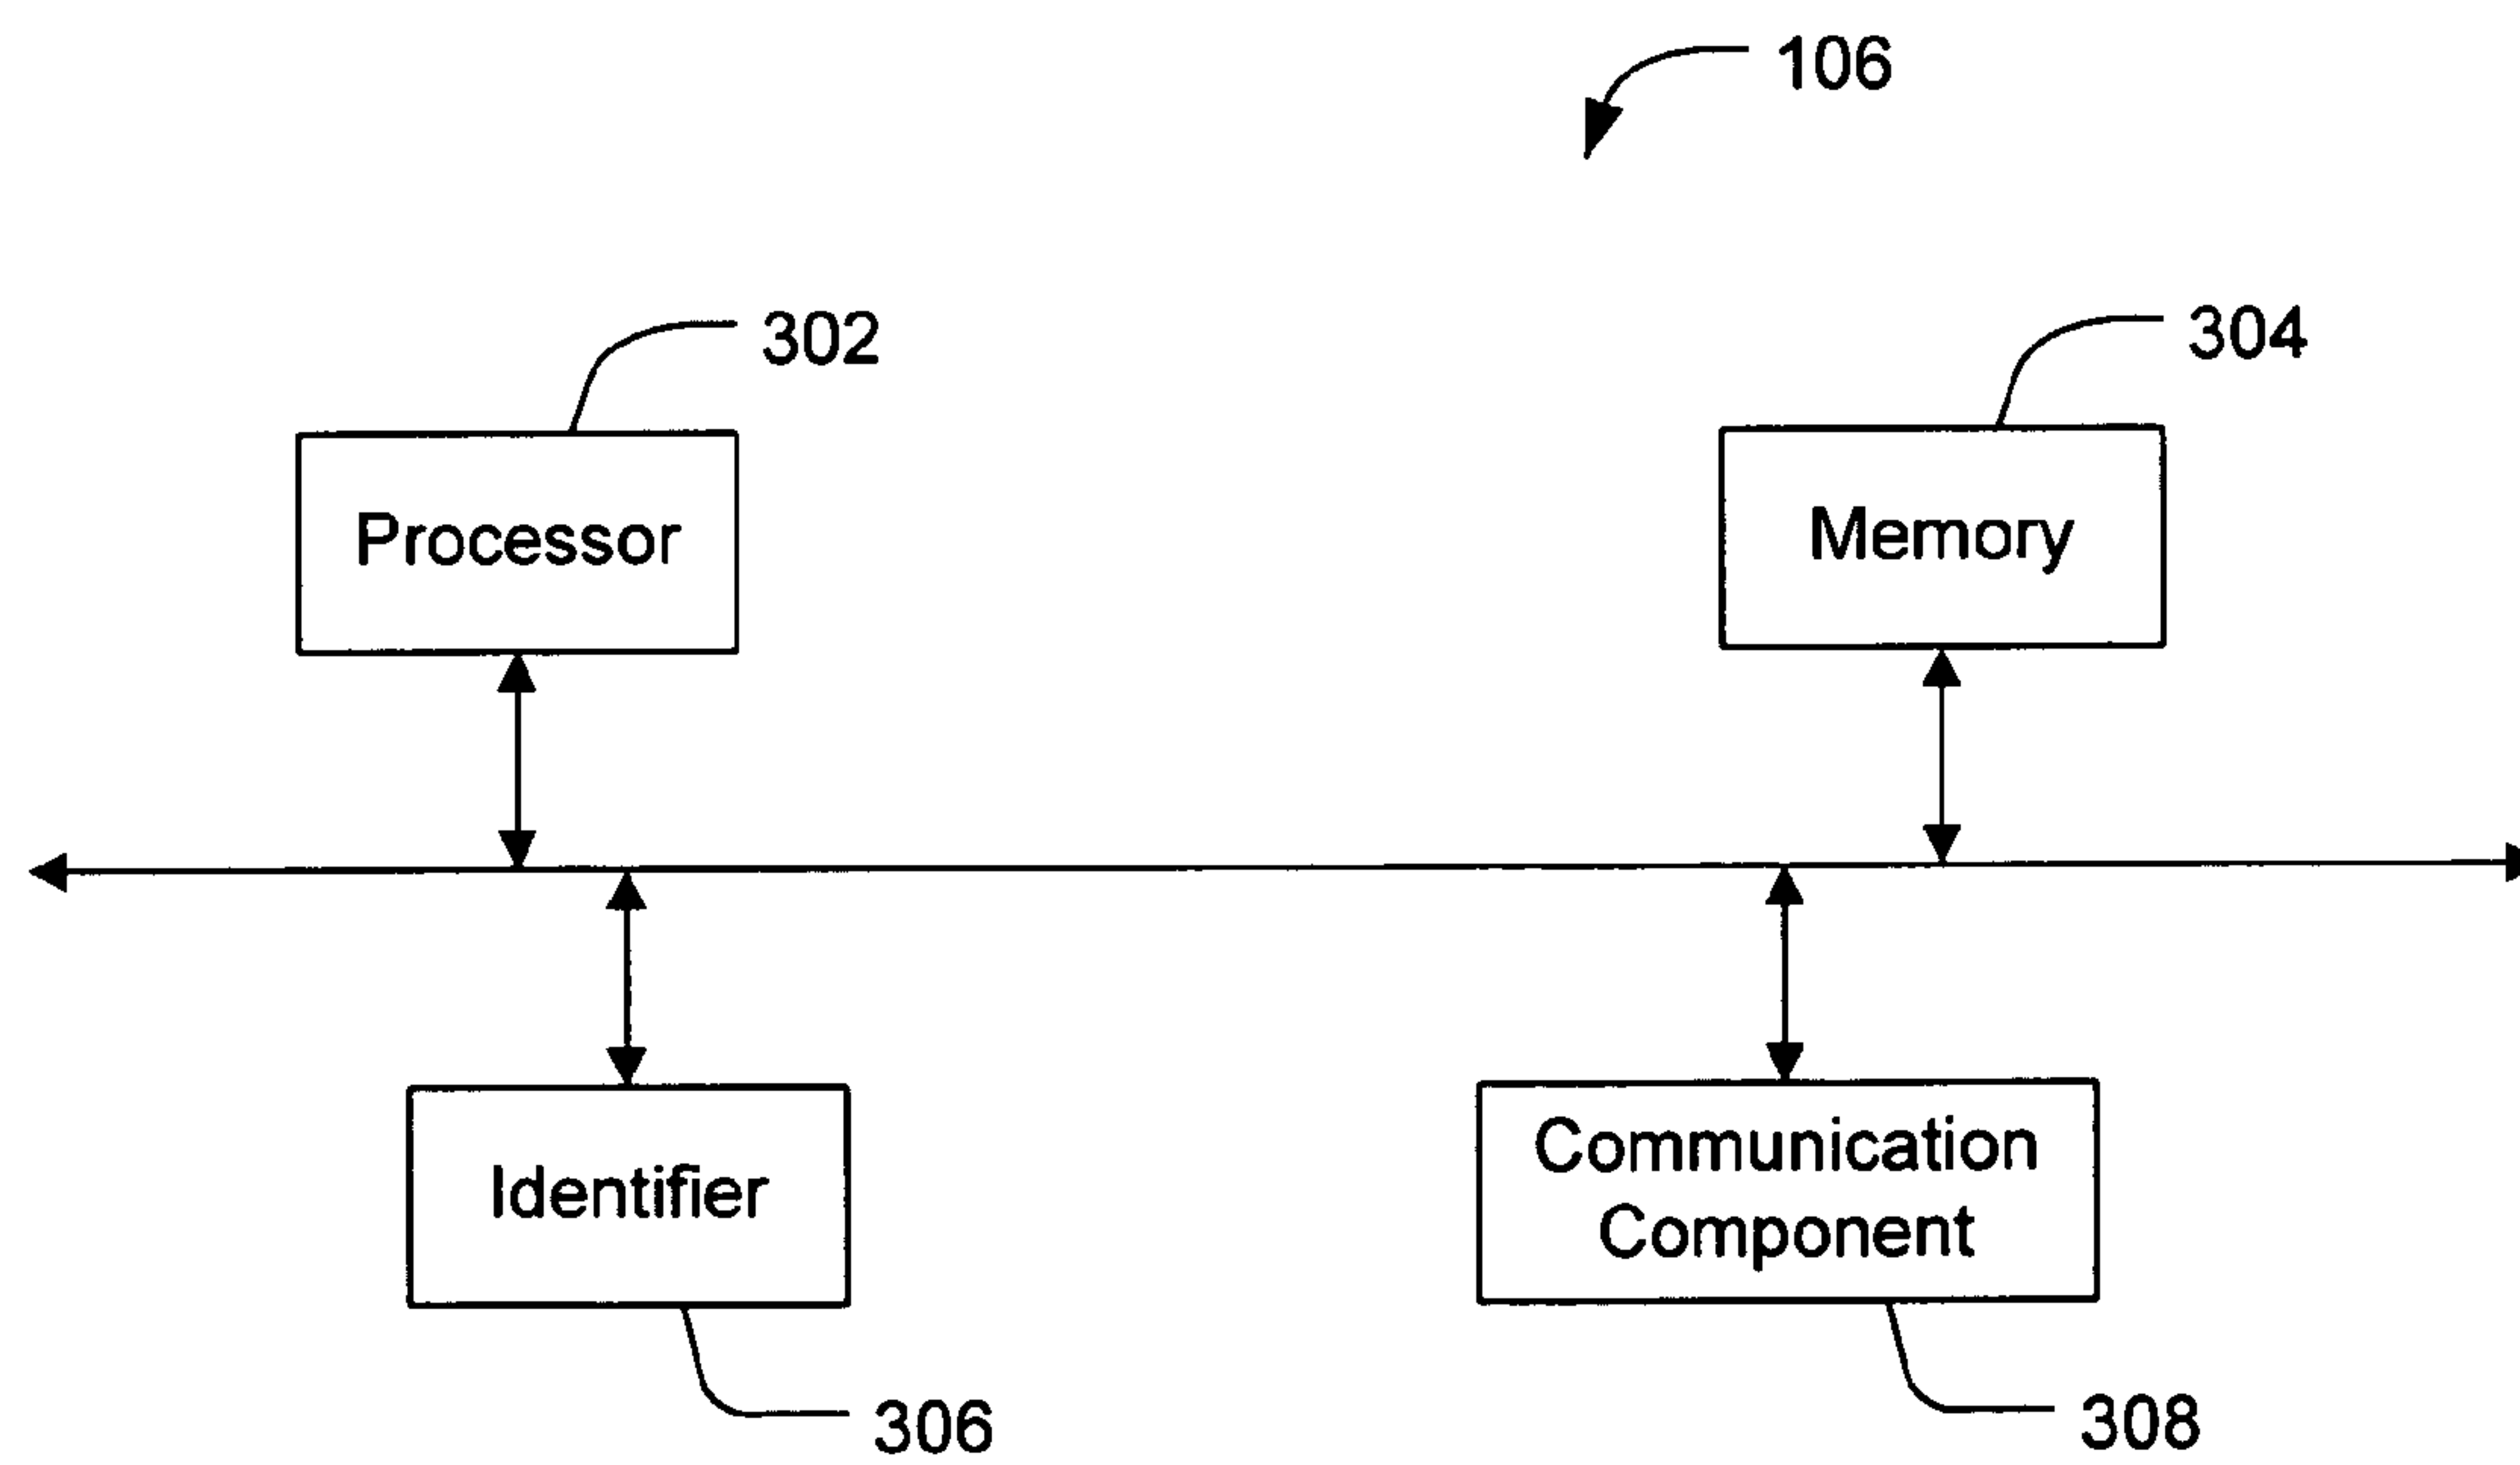 106
302
304
Processor
Memory
Identifier
Communication
Component
306
308